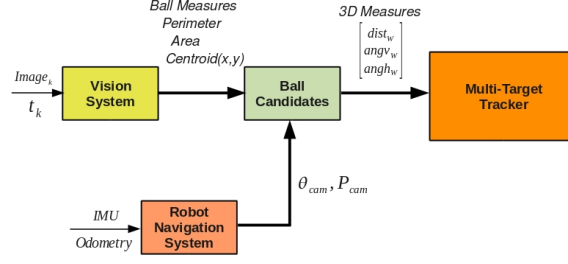 Ball Measures
Perimeter
Area
Centroid(x,y)
3D Measures
dist_w
angv_w
angh_w
Image_k
t_k
Vision
System
Ball
Candidates
Multi-Target
Tracker
θ_cam, P_cam
IMU
Odometry
Robot
Navigation
System